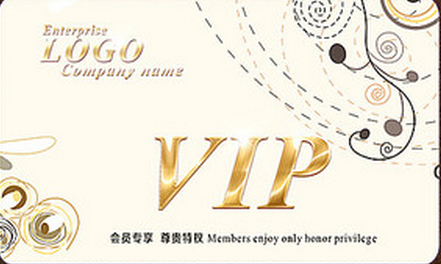 Enterprise
LOGO
Company name
VIP
会员专享 尊贵特权 Members enjoy only honor privilege